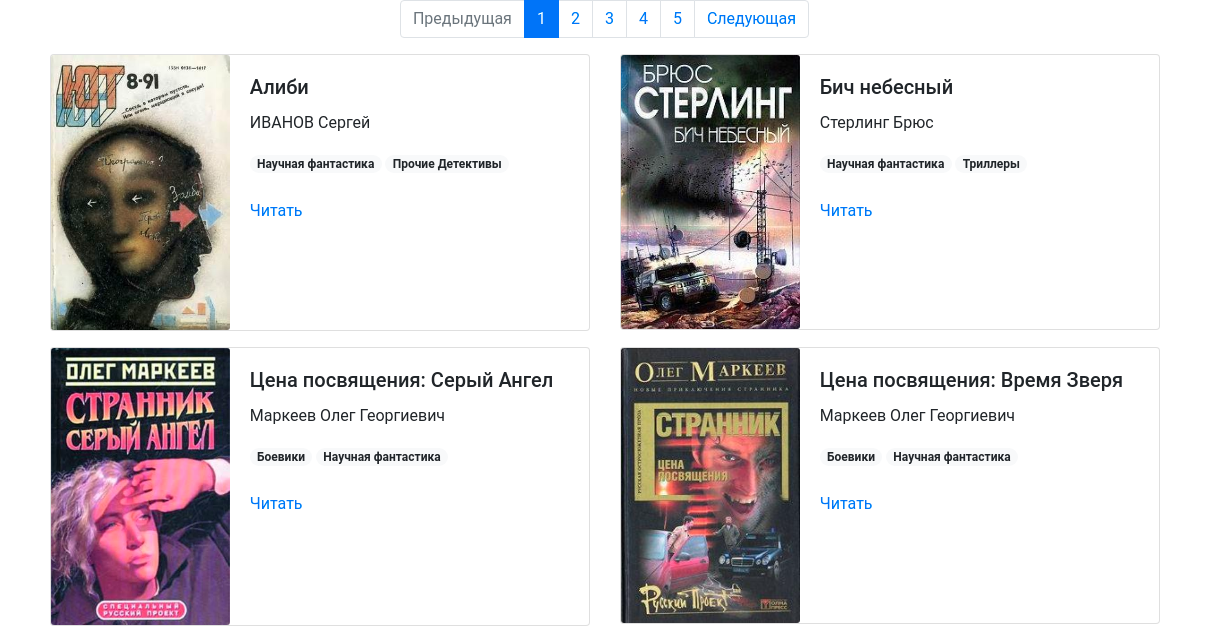 Предыдущая 1 2 3 4 5 Следующая
ЮТ 8·91
Алиби
ИВАНОВ Сергей
Научная фантастика Прочие Детективы
Читать
БРЮС
СТЕРЛИНГ
БИЧ НЕБЕСНЫЙ
Бич небесный
Стерлинг Брюс
Научная фантастика Триллеры
Читать
ОЛЕГ МАРКЕЕВ
СТРАННИК
СЕРЫЙ АНГЕЛ
СПЕЦИАЛЬНЫЙ
РУССКИЙ ПРОЕКТ
Цена посвящения: Серый Ангел
Маркеев Олег Георгиевич
Боевики Научная фантастика
Читать
ОЛЕГ МАРКЕЕВ
НОВЫЕ ПРИКЛЮЧЕНИЯ СТРАННИКА
СТРАННИК
ЦЕНА
ПОСВЯЩЕНИЯ
Русский Проект
Цена посвящения: Время Зверя
Маркеев Олег Георгиевич
Боевики Научная фантастика
Читать